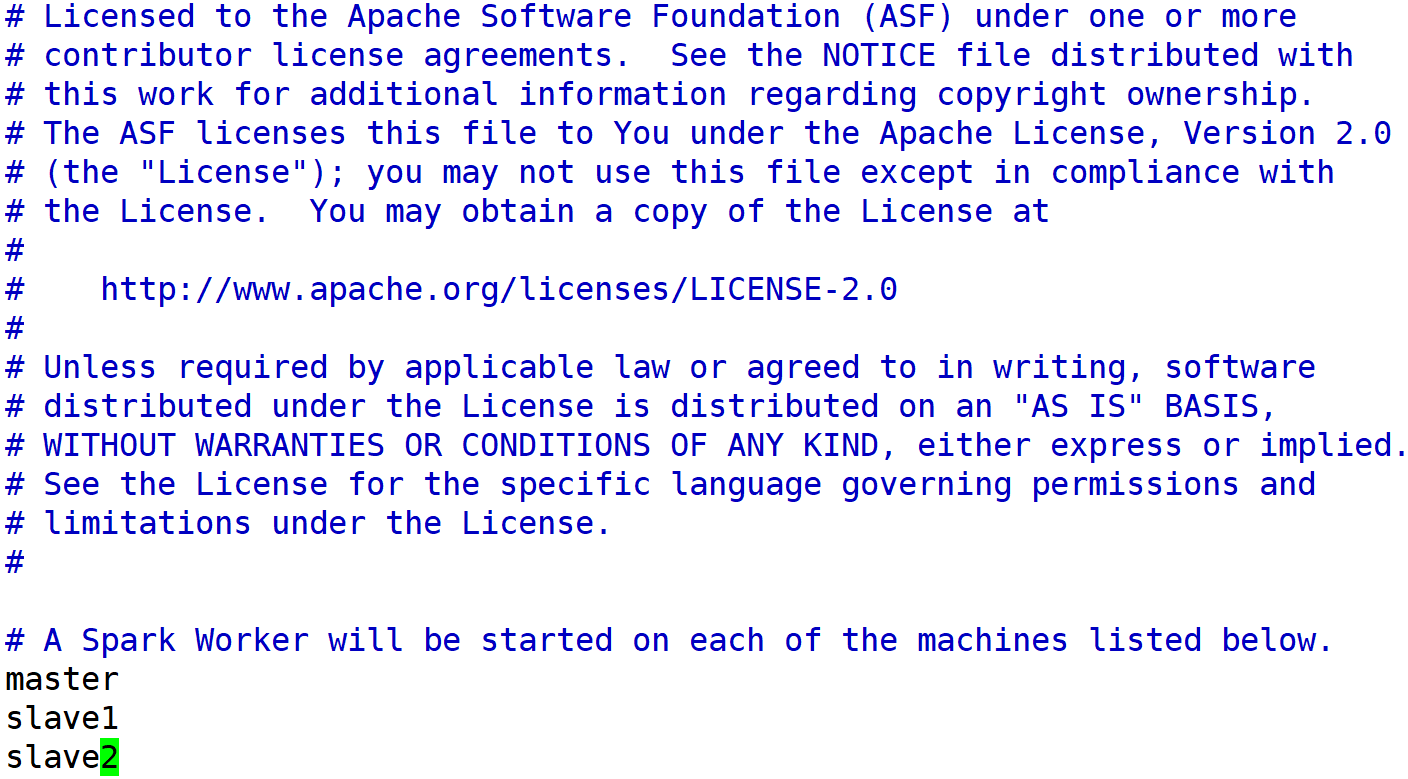 # Licensed to the Apache Software Foundation (ASF) under one or more
# contributor license agreements.  See the NOTICE file distributed with
# this work for additional information regarding copyright ownership.
# The ASF licenses this file to You under the Apache License, Version 2.0
# (the "License"); you may not use this file except in compliance with
# the License.  You may obtain a copy of the License at
#
#    http://www.apache.org/licenses/LICENSE-2.0
#
# Unless required by applicable law or agreed to in writing, software
# distributed under the License is distributed on an "AS IS" BASIS,
# WITHOUT WARRANTIES OR CONDITIONS OF ANY KIND, either express or implied.
# See the License for the specific language governing permissions and
# limitations under the License.
#

# A Spark Worker will be started on each of the machines listed below.
master
slave1
slave2